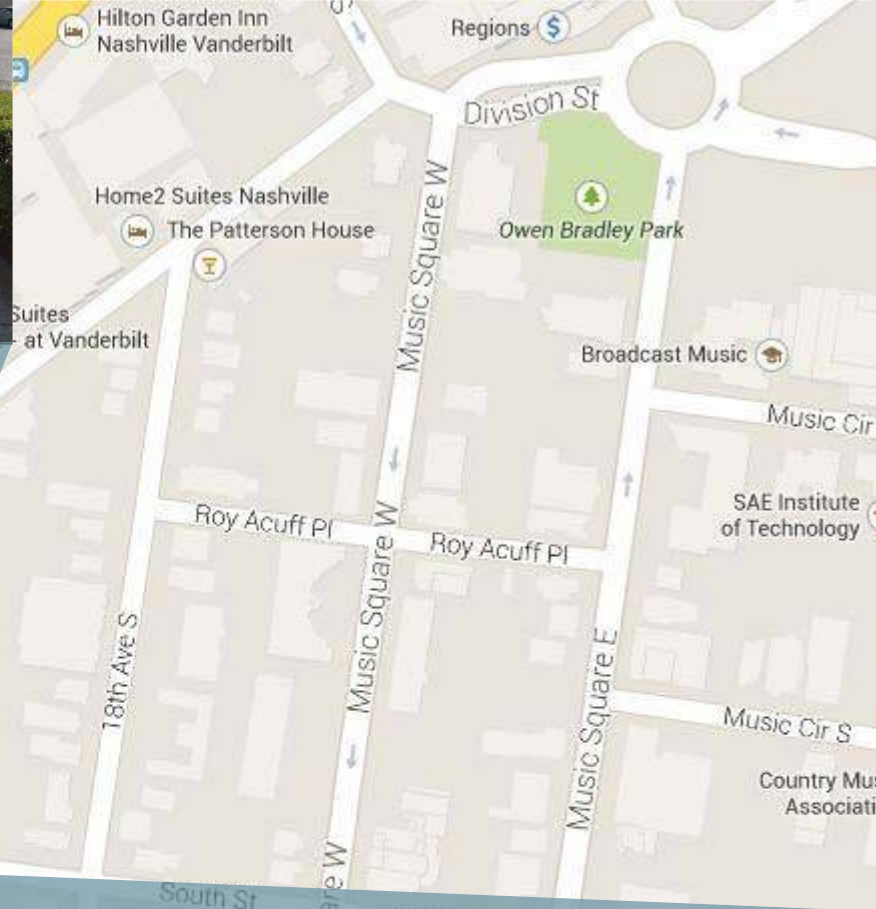 Hilton Garden Inn
Nashville Vanderbilt
Regions
Division St
Home2 Suites Nashville
The Patterson House
Music Square W
Owen Bradley Park
Suites
at Vanderbilt
Broadcast Music
Music Cir
SAE Institute
of Technology
Roy Acuff Pl
Roy Acuff Pl
Music Square W
18th Ave S
Music Square E
Music Cir S
Country Mus
Associati
South St
are W